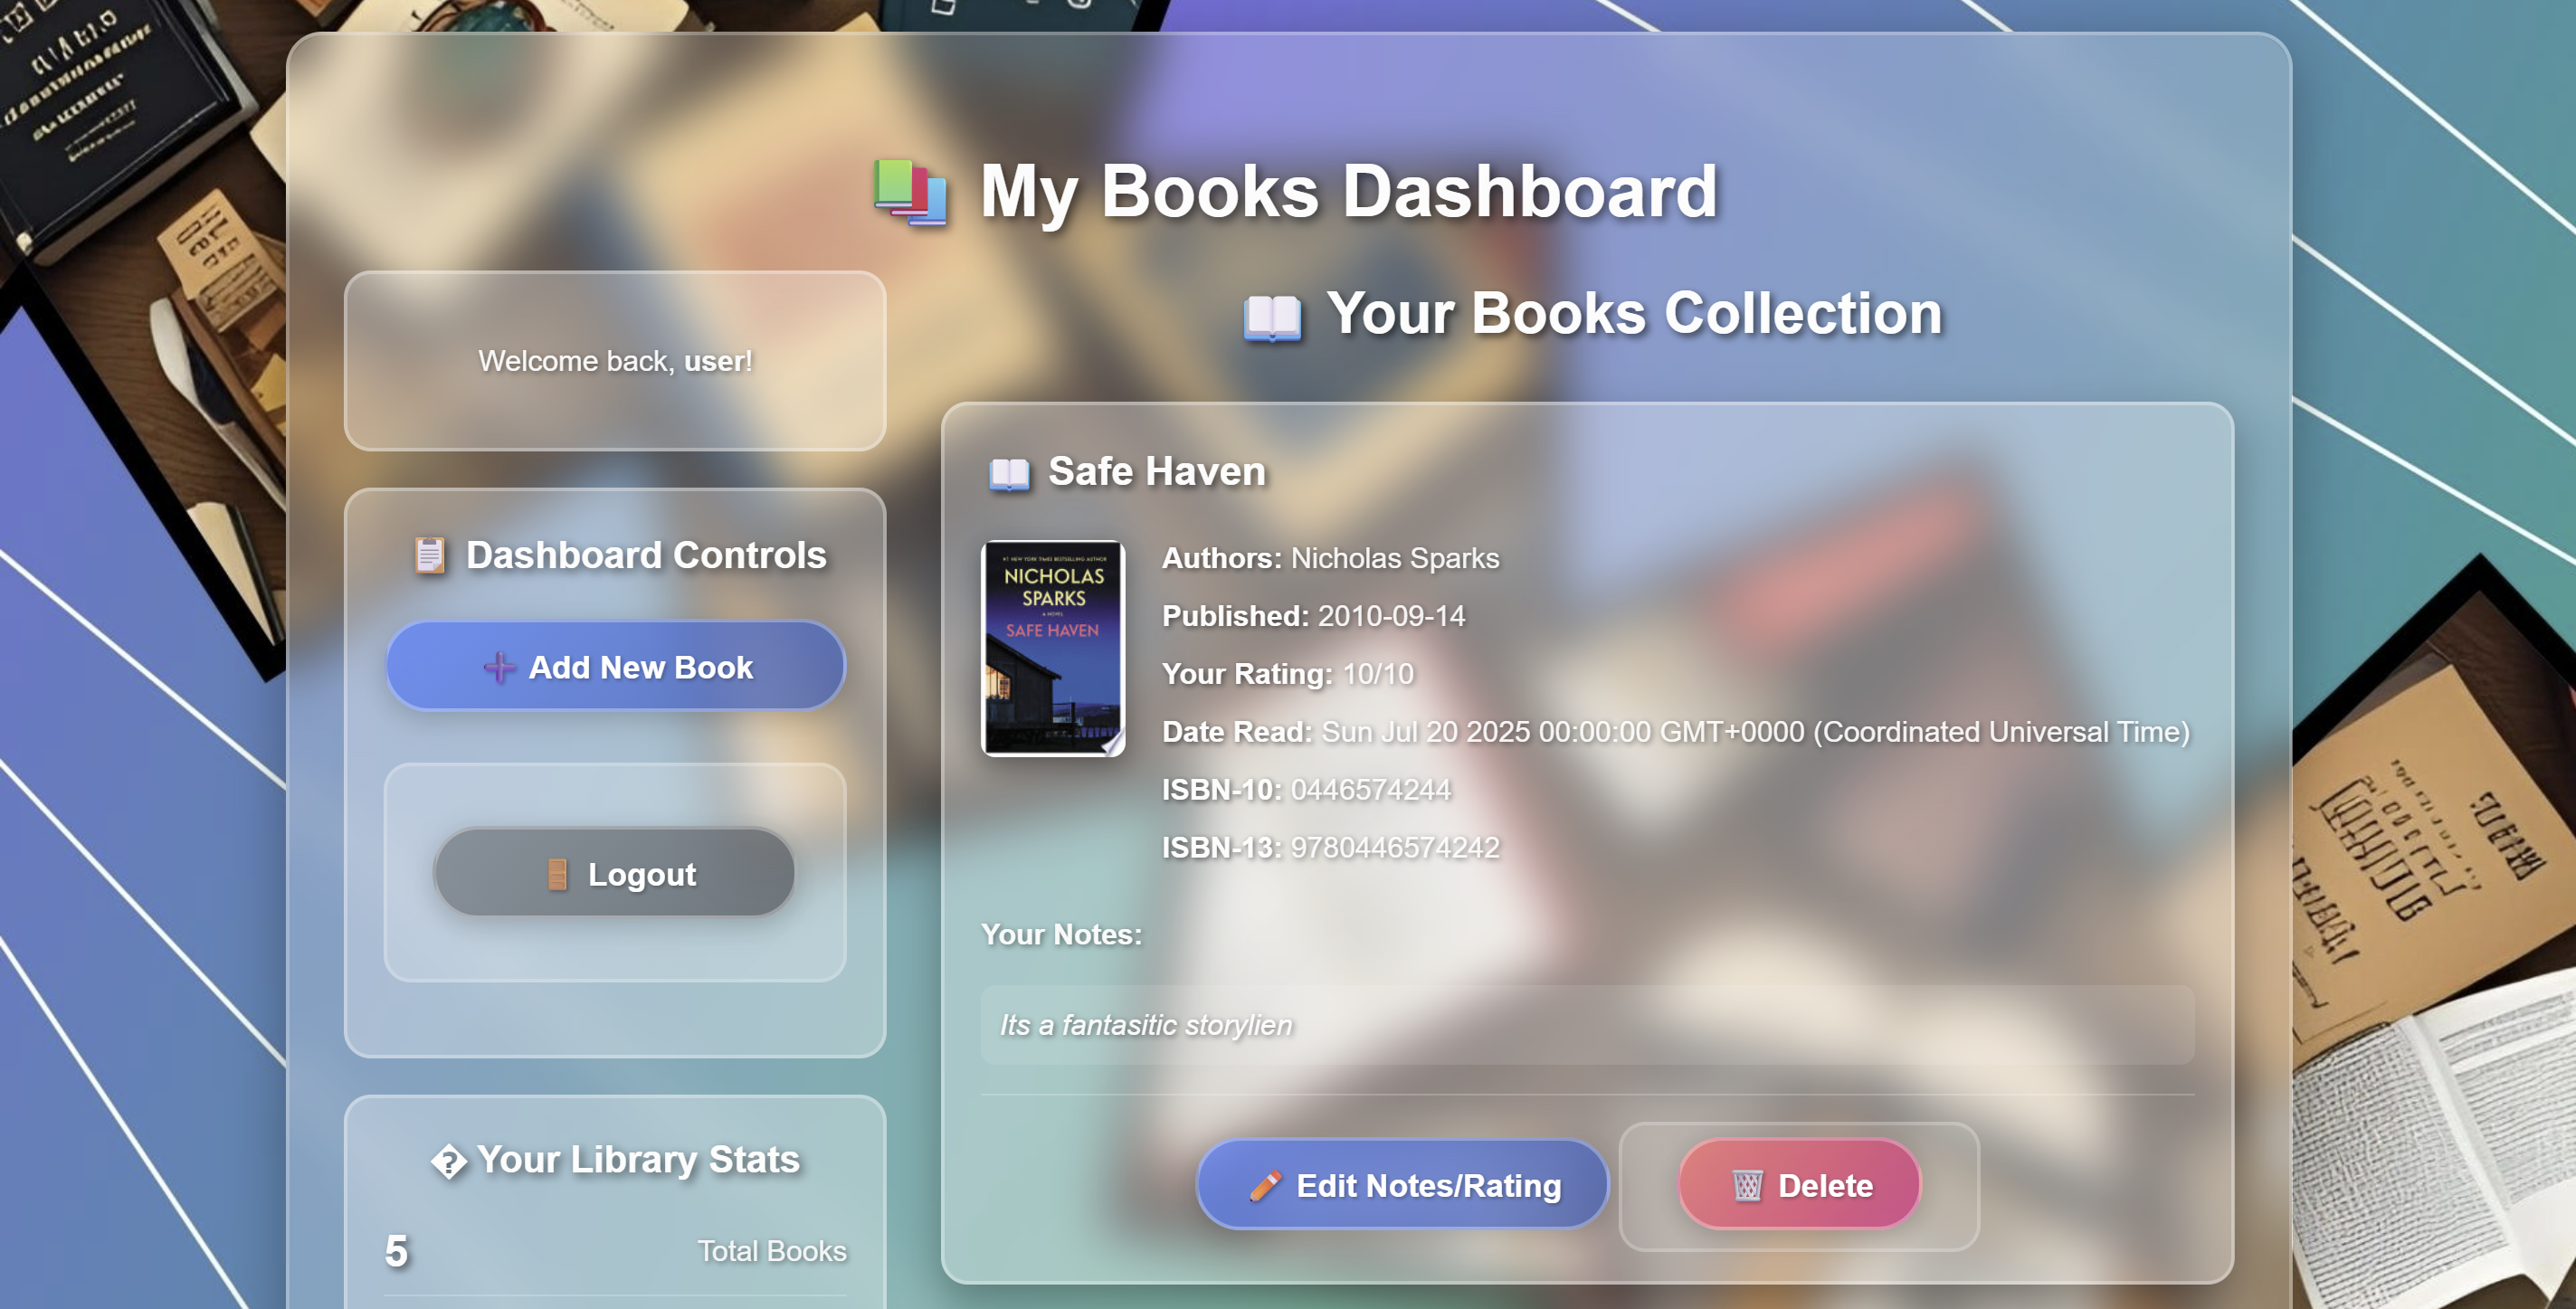 📚 My Books Dashboard
Welcome back, user!
📋 Dashboard Controls
➕ Add New Book
🚪 Logout
� Your Library Stats
5 Total Books
📖 Your Books Collection
📖 Safe Haven
#1 NEW YORK TIMES BESTSELLING AUTHOR
NICHOLAS
SPARKS
A NOVEL
SAFE HAVEN
Authors: Nicholas Sparks
Published: 2010-09-14
Your Rating: 10/10
Date Read: Sun Jul 20 2025 00:00:00 GMT+0000 (Coordinated Universal Time)
ISBN-10: 0446574244
ISBN-13: 9780446574242
Your Notes:
Its a fantasitic storylien
✏️ Edit Notes/Rating
🗑️ Delete